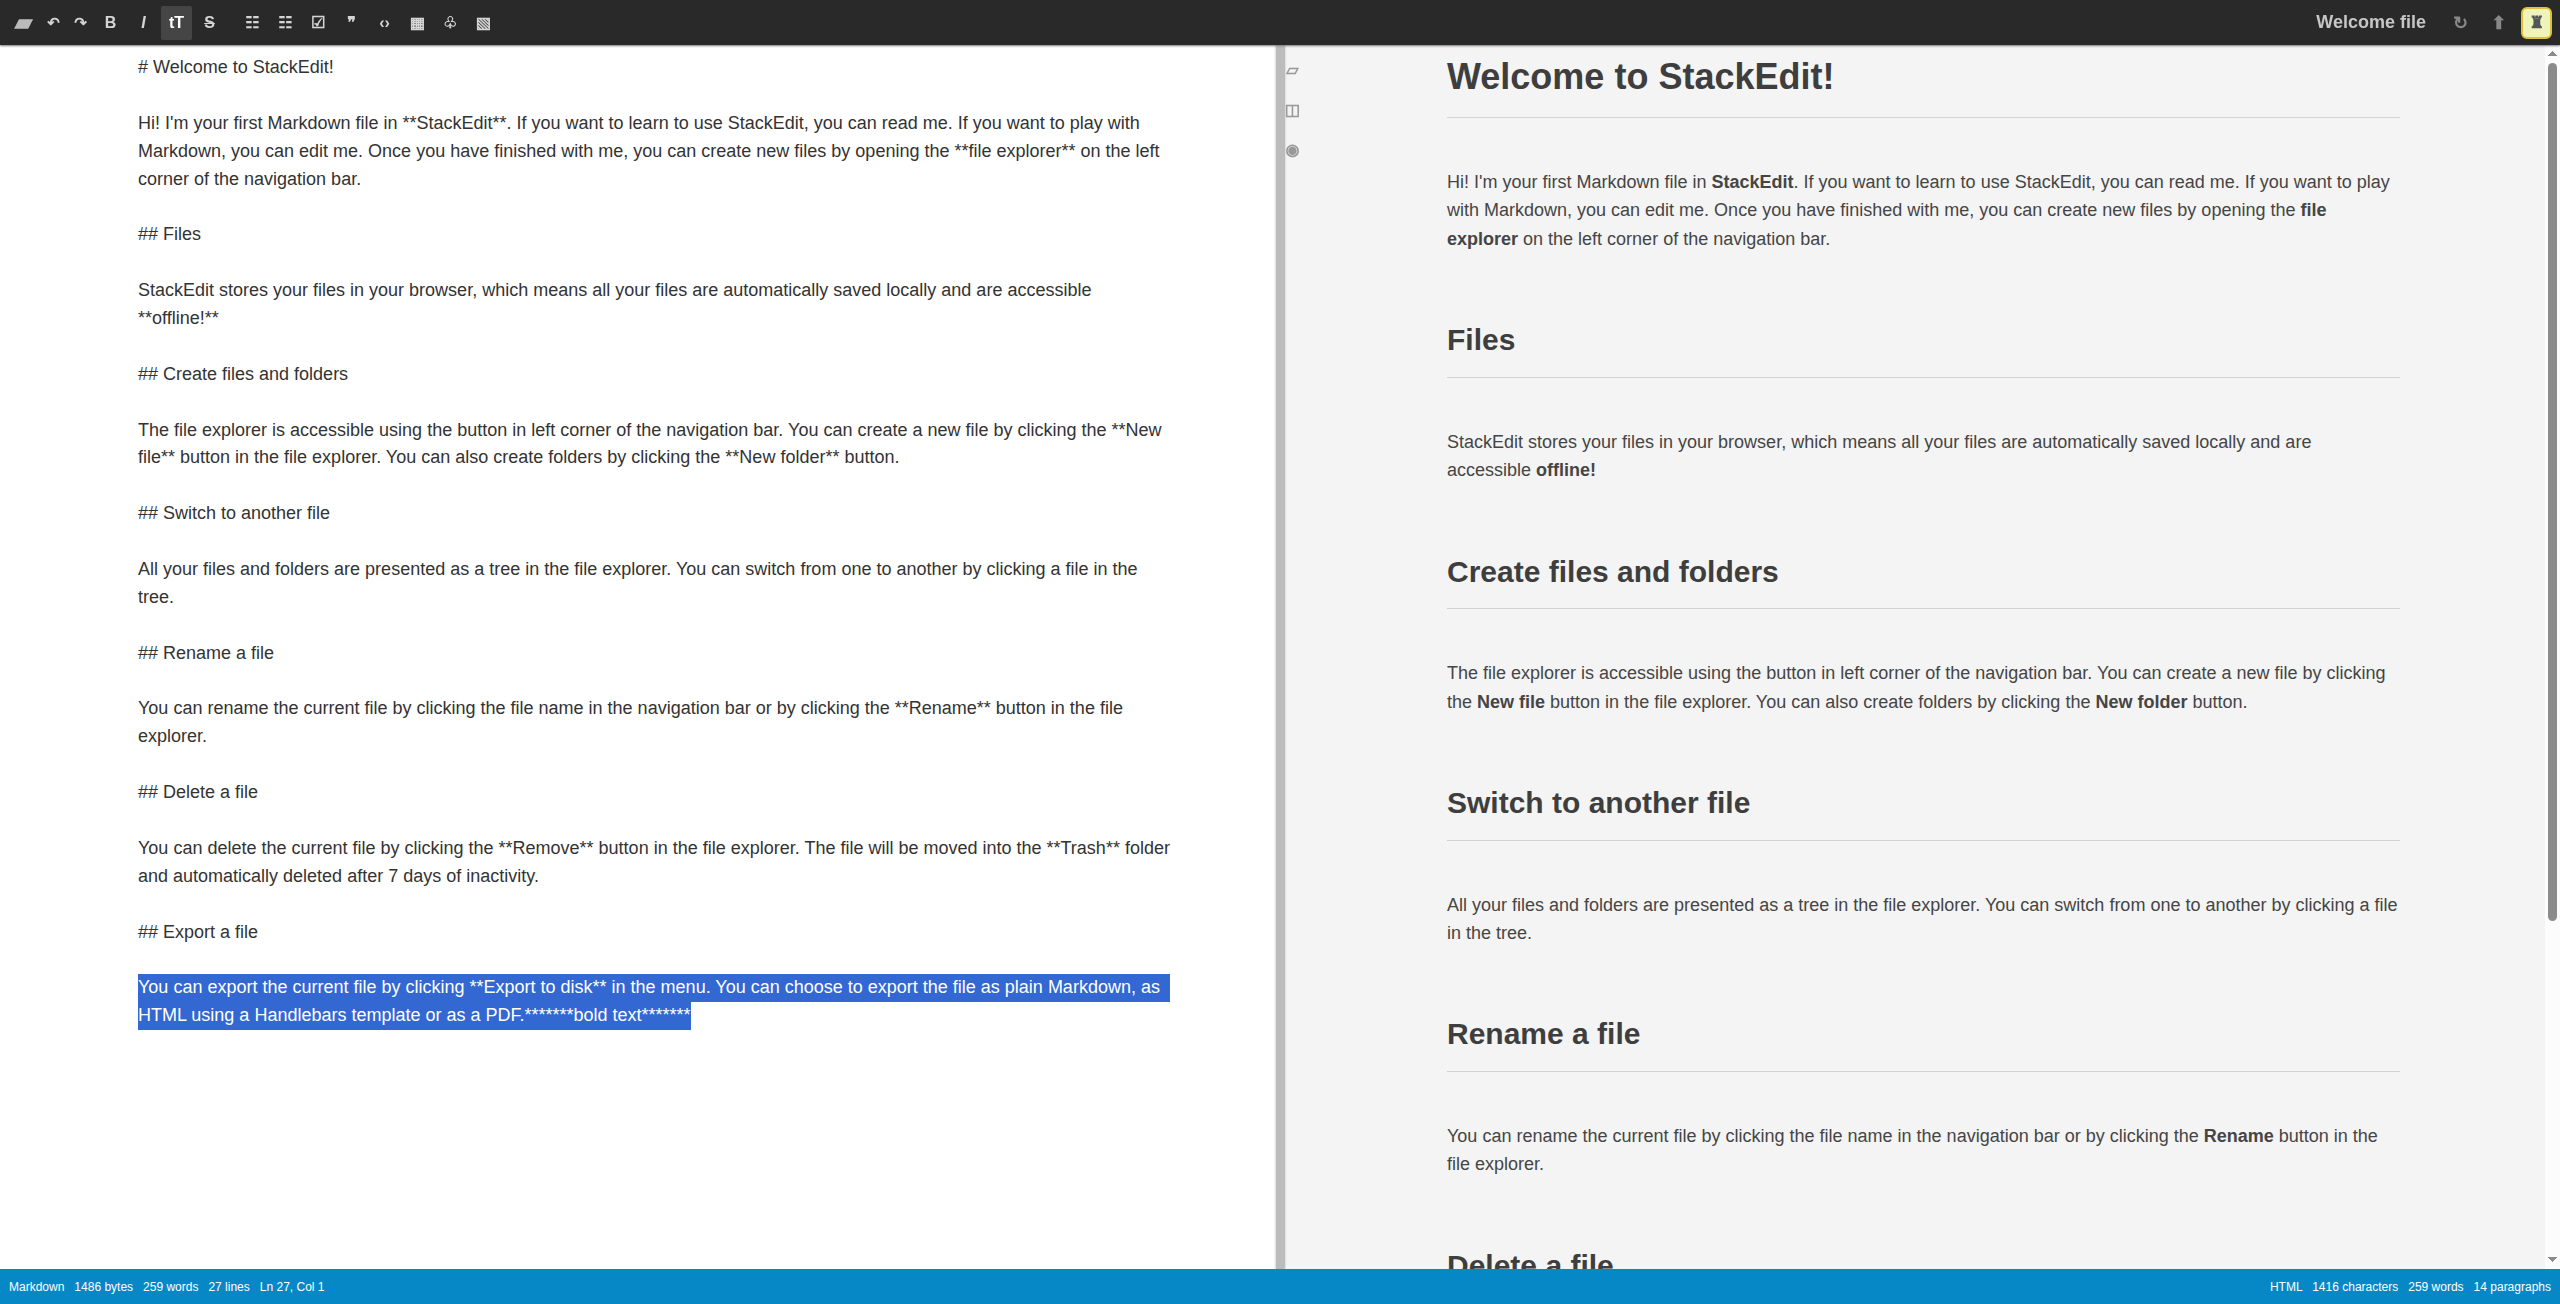 B I tT S Welcome file
# Welcome to StackEdit!
Hi! I'm your first Markdown file in **StackEdit**. If you want to learn to use StackEdit, you can read me. If you want to play with
Markdown, you can edit me. Once you have finished with me, you can create new files by opening the **file explorer** on the left
corner of the navigation bar.
## Files
StackEdit stores your files in your browser, which means all your files are automatically saved locally and are accessible
**offline!**
## Create files and folders
The file explorer is accessible using the button in left corner of the navigation bar. You can create a new file by clicking the **New
file** button in the file explorer. You can also create folders by clicking the **New folder** button.
## Switch to another file
All your files and folders are presented as a tree in the file explorer. You can switch from one to another by clicking a file in the
tree.
## Rename a file
You can rename the current file by clicking the file name in the navigation bar or by clicking the **Rename** button in the file
explorer.
## Delete a file
You can delete the current file by clicking the **Remove** button in the file explorer. The file will be moved into the **Trash** folder
and automatically deleted after 7 days of inactivity.
## Export a file
You can export the current file by clicking **Export to disk** in the menu. You can choose to export the file as plain Markdown, as
HTML using a Handlebars template or as a PDF.*******bold text*******
Welcome to StackEdit!
Hi! I'm your first Markdown file in StackEdit. If you want to learn to use StackEdit, you can read me. If you want to play
with Markdown, you can edit me. Once you have finished with me, you can create new files by opening the file
explorer on the left corner of the navigation bar.
Files
StackEdit stores your files in your browser, which means all your files are automatically saved locally and are
accessible offline!
Create files and folders
The file explorer is accessible using the button in left corner of the navigation bar. You can create a new file by clicking
the New file button in the file explorer. You can also create folders by clicking the New folder button.
Switch to another file
All your files and folders are presented as a tree in the file explorer. You can switch from one to another by clicking a file
in the tree.
Rename a file
You can rename the current file by clicking the file name in the navigation bar or by clicking the Rename button in the
file explorer.
Delete a file
Markdown 1486 bytes 259 words 27 lines Ln 27, Col 1
HTML 1416 characters 259 words 14 paragraphs